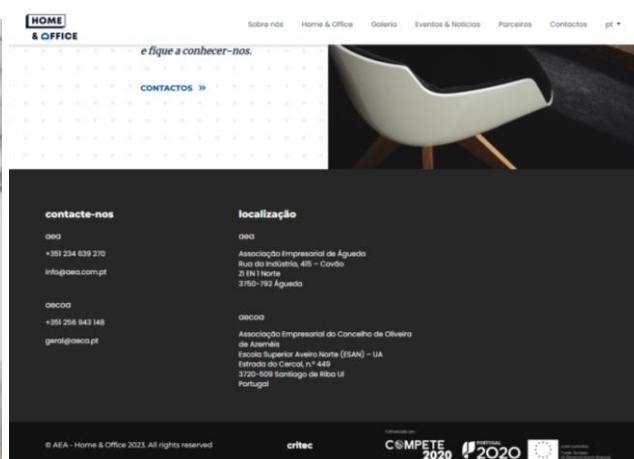 HOME
& OFFICE
Sobre nós Home & Office Galeria Eventos & Notícias Parceiros Contactos pt
e fique a conhecer-nos.
CONTACTOS »
contacte-nos
aea
+351 234 639 270
info@aea.com.pt
aecoa
+351 256 943 148
geral@aeca.pt
localização
aea
Associação Empresarial de Águeda
Rua da Indústria, 415 – Covão
ZI EN 1 Norte
3750-792 Águeda
aecoa
Associação Empresarial do Concelho de Oliveira
de Azeméis
Escola Superior Aveiro Norte (ESAN) – UA
Estrada do Cercal, n.º 449
3720-509 Santiago de Riba Ul
Portugal
© AEA - Home & Office 2023. All rights reserved
critec
COMPETE
2020
PORTUGAL
2020